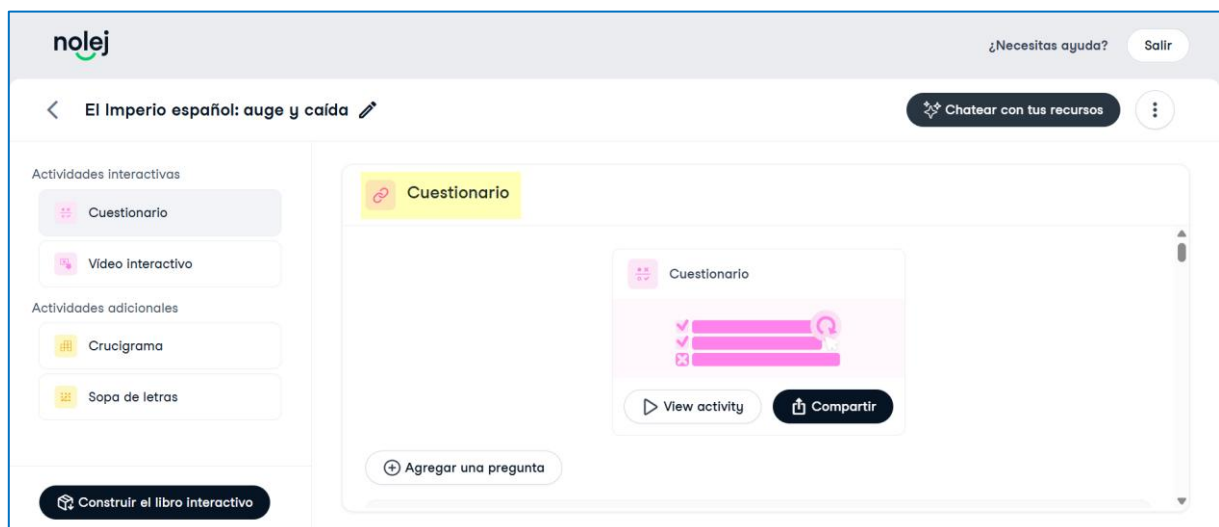 nolej
¿Necesitas ayuda?
Salir
El Imperio español: auge y caída
Chatear con tus recursos
Actividades interactivas
Cuestionario
Vídeo interactivo
Actividades adicionales
Crucigrama
Sopa de letras
Construir el libro interactivo
Cuestionario
Cuestionario
View activity
Compartir
Agregar una pregunta